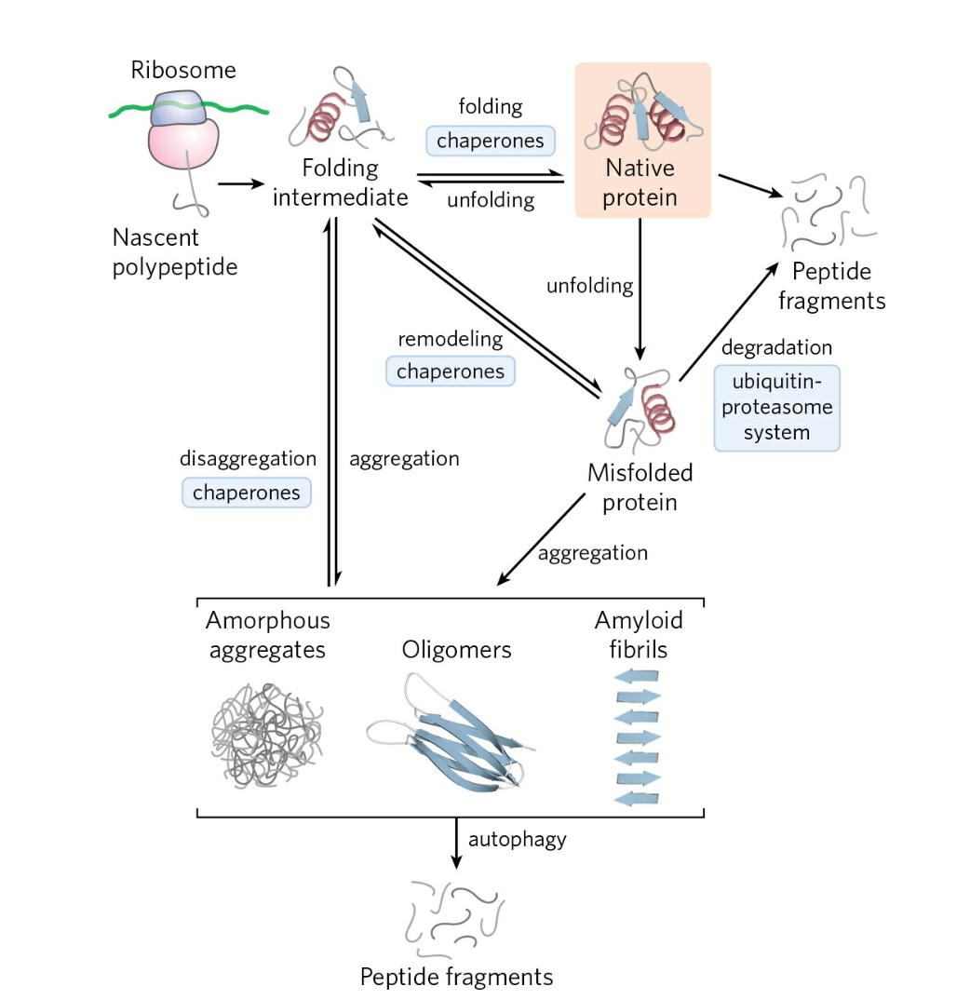 Ribosome
Nascent
polypeptide
Folding
intermediate
folding
chaperones
unfolding
Native
protein
Peptide
fragments
unfolding
remodeling
chaperones
degradation
ubiquitin-
proteasome
system
Misfolded
protein
disaggregation
chaperones
aggregation
aggregation
Amorphous
aggregates
Oligomers
Amyloid
fibrils
autophagy
Peptide fragments